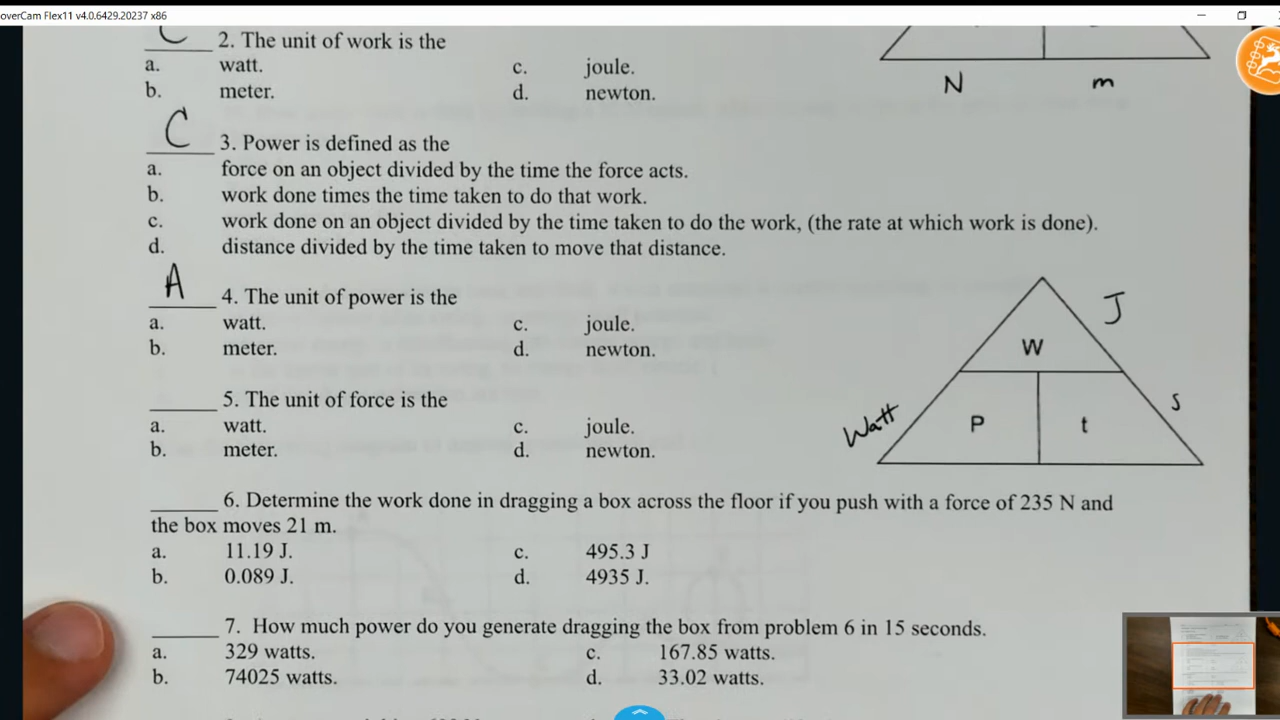 overCam Flex11 v4.0.6429.20237 x86
C 2. The unit of work is the
a. watt. c. joule.
b. meter. d. newton.
N m
C 3. Power is defined as the
a. force on an object divided by the time the force acts.
b. work done times the time taken to do that work.
c. work done on an object divided by the time taken to do the work, (the rate at which work is done).
d. distance divided by the time taken to move that distance.
A 4. The unit of power is the
a. watt. c. joule.
b. meter. d. newton.
J
W
S
Watt P t
5. The unit of force is the
a. watt. c. joule.
b. meter. d. newton.
6. Determine the work done in dragging a box across the floor if you push with a force of 235 N and
the box moves 21 m.
a. 11.19 J. c. 495.3 J
b. 0.089 J. d. 4935 J.
7. How much power do you generate dragging the box from problem 6 in 15 seconds.
a. 329 watts. c. 167.85 watts.
b. 74025 watts. d. 33.02 watts.